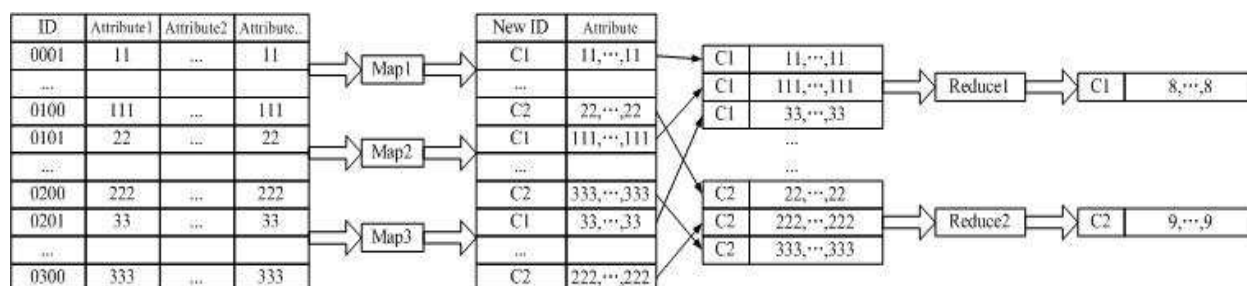 ID Attribute1 Attribute2 Attribute..
0001 11 ... 11
...
0100 111 ... 111
0101 22 ... 22
...
0200 222 ... 222
0201 33 ... 33
...
0300 333 ... 333
Map1
Map2
Map3
New ID Attribute
C1 11,⋯,11
...
C2 22,⋯,22
C1 111,⋯,111
...
C2 333,⋯,333
C1 33,⋯,33
...
C2 222,⋯,222
C1 11,⋯,11
C1 111,⋯,111
C1 33,⋯,33
...
...
C2 22,⋯,22
C2 222,⋯,222
C2 333,⋯,333
Reduce1
Reduce2
C1 8,⋯,8
C2 9,⋯,9